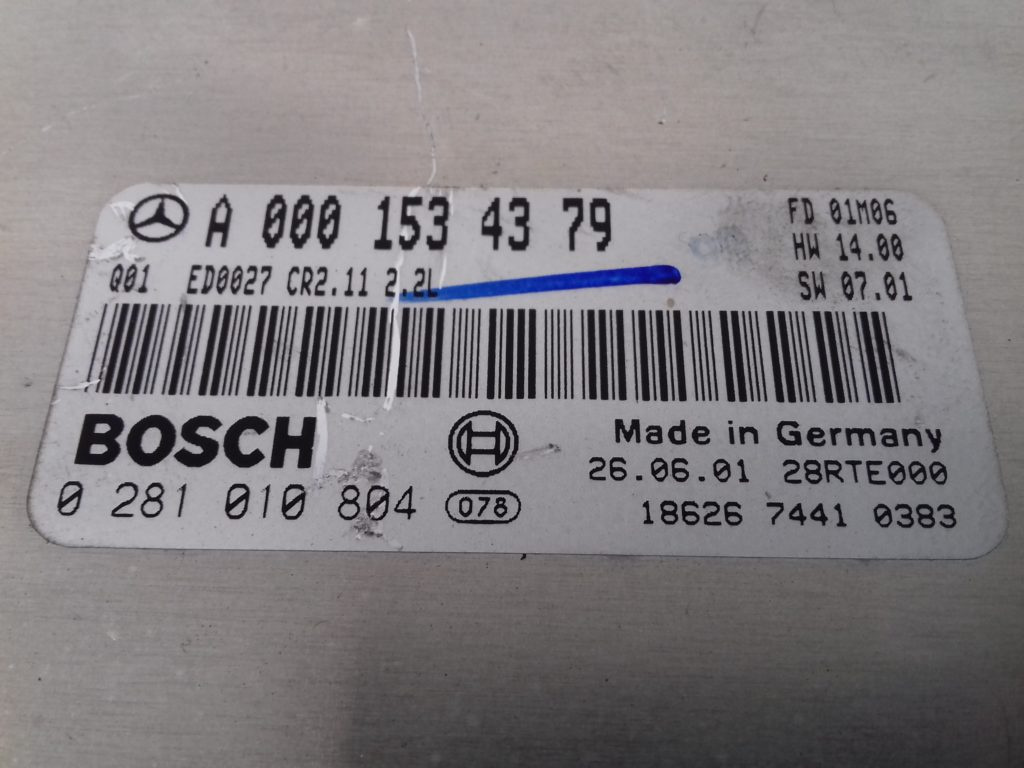 A 000 153 43 79
FD 01M06
HW 14.00
Q01 ED0027 CR2.11 2.2L
SW 07.01
BOSCH
Made in Germany
26.06.01 28RTE000
0 281 010 804 078
18626 7441 0383